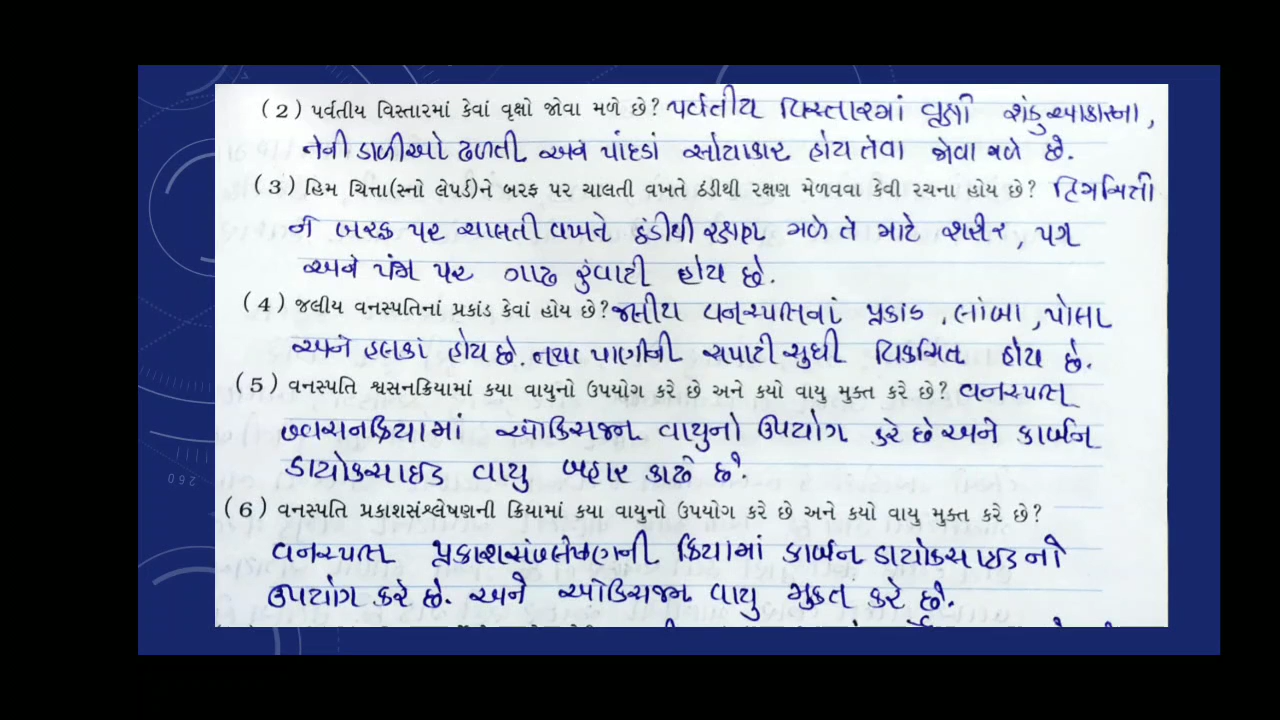 (2) પર્વતીય વિસ્તારમાં કેવાં વૃક્ષો જોવા મળે છે? પર્વતીય વિસ્તારમાં વૃક્ષો શંકુઆકારના,
તેની ડાળીઓ ઢળતી અને પાંદડાં સોયાકાર હોય તેવા જોવા મળે છે.
(3) હિમ ચિત્તા(સ્નો લેપર્ડ)ને બરફ પર ચાલતી વખતે ઠંડીથી રક્ષણ મેળવવા કેવી રચના હોય છે? હિમચિત્તા
ને બરફ પર ચાલતી વખતે ઠંડીથી રક્ષણ મળે તે માટે શરીર, પગ
અને પંજા પર ગાઢ રુંવાટી હોય છે.
(4) જલીય વનસ્પતિનાં પ્રકાંડ કેવાં હોય છે? જલીય વનસ્પતિનાં પ્રકાંડ, લાંબા, પોલા
અને હલકાં હોય છે. તથા પાણીની સપાટી સુધી વિકસિત હોય છે.
(5) વનસ્પતિ શ્વસનક્રિયામાં કયા વાયુનો ઉપયોગ કરે છે અને કયો વાયુ મુક્ત કરે છે? વનસ્પતિ
શ્વસનક્રિયામાં ઑક્સિજન વાયુનો ઉપયોગ કરે છે અને કાર્બન
ડાયોક્સાઇડ વાયુ બહાર કાઢે છે.
(6) વનસ્પતિ પ્રકાશસંશ્લેષણની ક્રિયામાં કયા વાયુનો ઉપયોગ કરે છે અને કયો વાયુ મુક્ત કરે છે?
વનસ્પતિ પ્રકાશસંશ્લેષણની ક્રિયામાં કાર્બન ડાયોક્સાઇડનો
ઉપયોગ કરે છે. અને ઑક્સિજન વાયુ મુક્ત કરે છે.
260